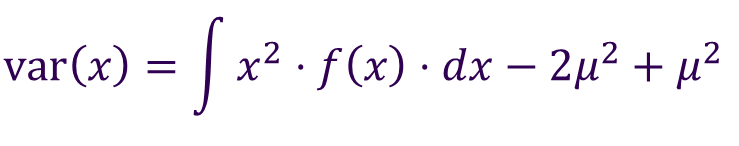 var(x) = ∫ x² · f(x) · dx − 2μ² + μ²